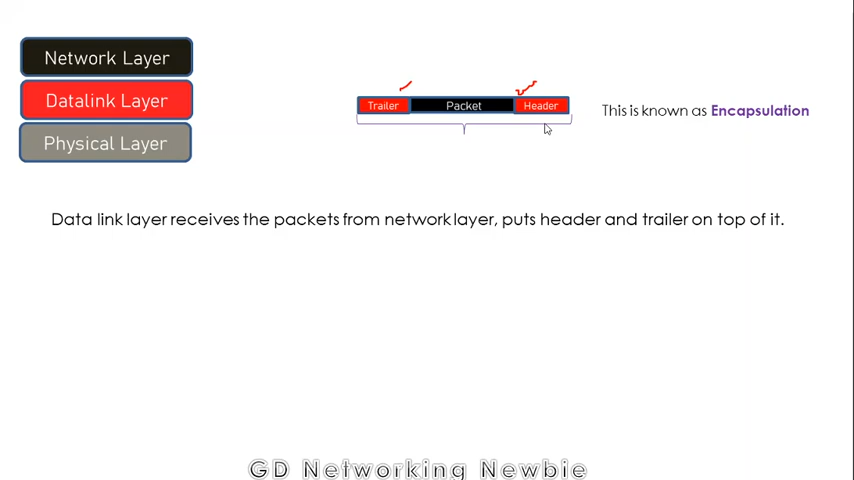 Network Layer
Datalink Layer
Physical Layer
Trailer Packet Header
This is known as Encapsulation
Data link layer receives the packets from network layer, puts header and trailer on top of it.
GD Networking Newbie